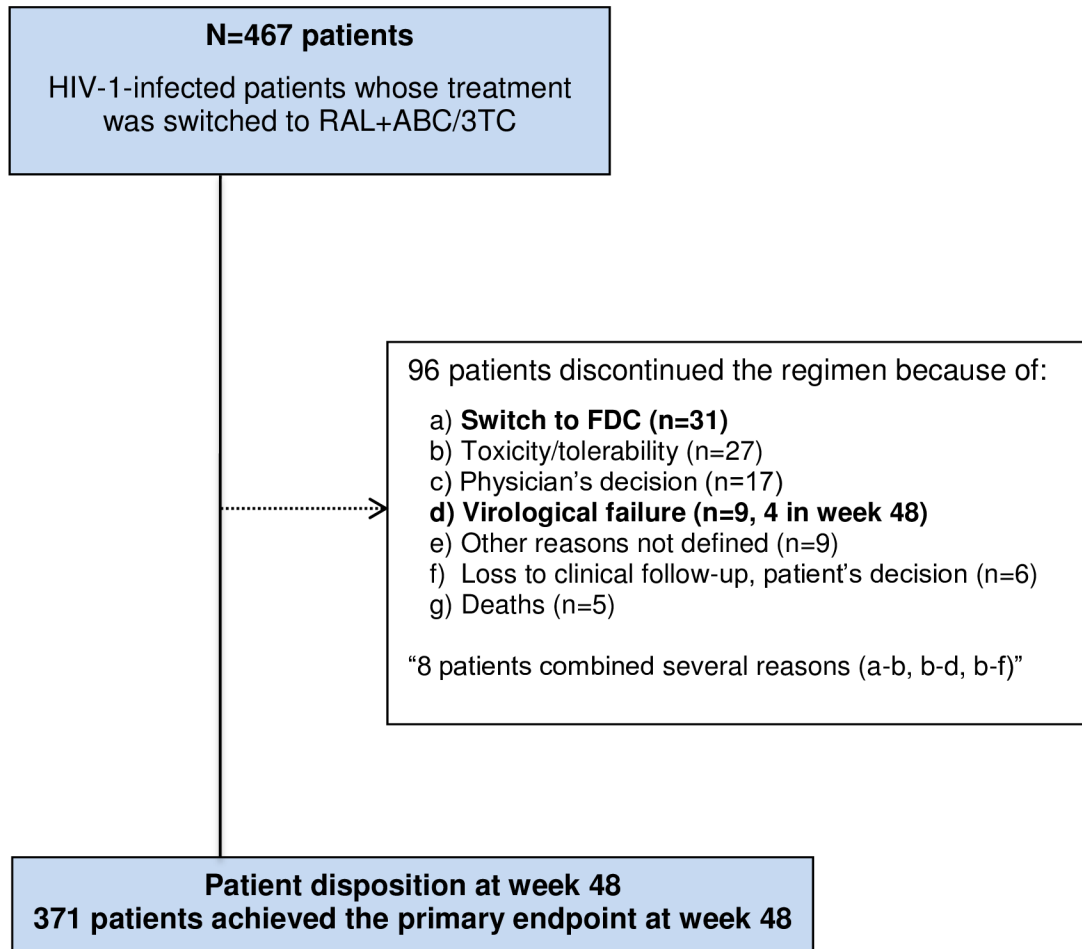 N=467 patients
HIV-1-infected patients whose treatment
was switched to RAL+ABC/3TC
96 patients discontinued the regimen because of:
a) Switch to FDC (n=31)
b) Toxicity/tolerability (n=27)
c) Physician’s decision (n=17)
d) Virological failure (n=9, 4 in week 48)
e) Other reasons not defined (n=9)
f) Loss to clinical follow-up, patient’s decision (n=6)
g) Deaths (n=5)
“8 patients combined several reasons (a-b, b-d, b-f)”
Patient disposition at week 48
371 patients achieved the primary endpoint at week 48